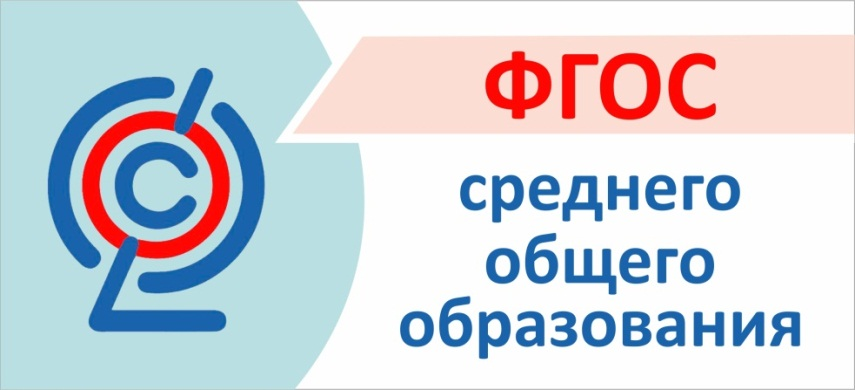 ФГОС
среднего
общего
образования